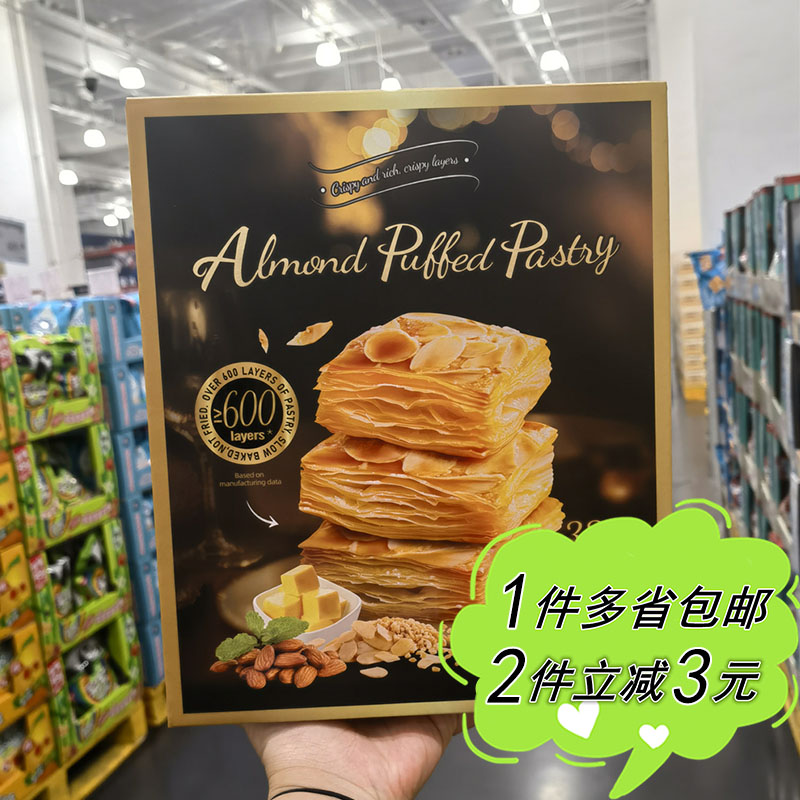 Crispy and rich, crispy layers
Almond Puffed Pastry
NOT FRIED. OVER 600 LAYERS OF PASTRY SLOW BAKED.
≥600
layers*
Based on
manufacturing data
1件多省包邮
2件立减3元